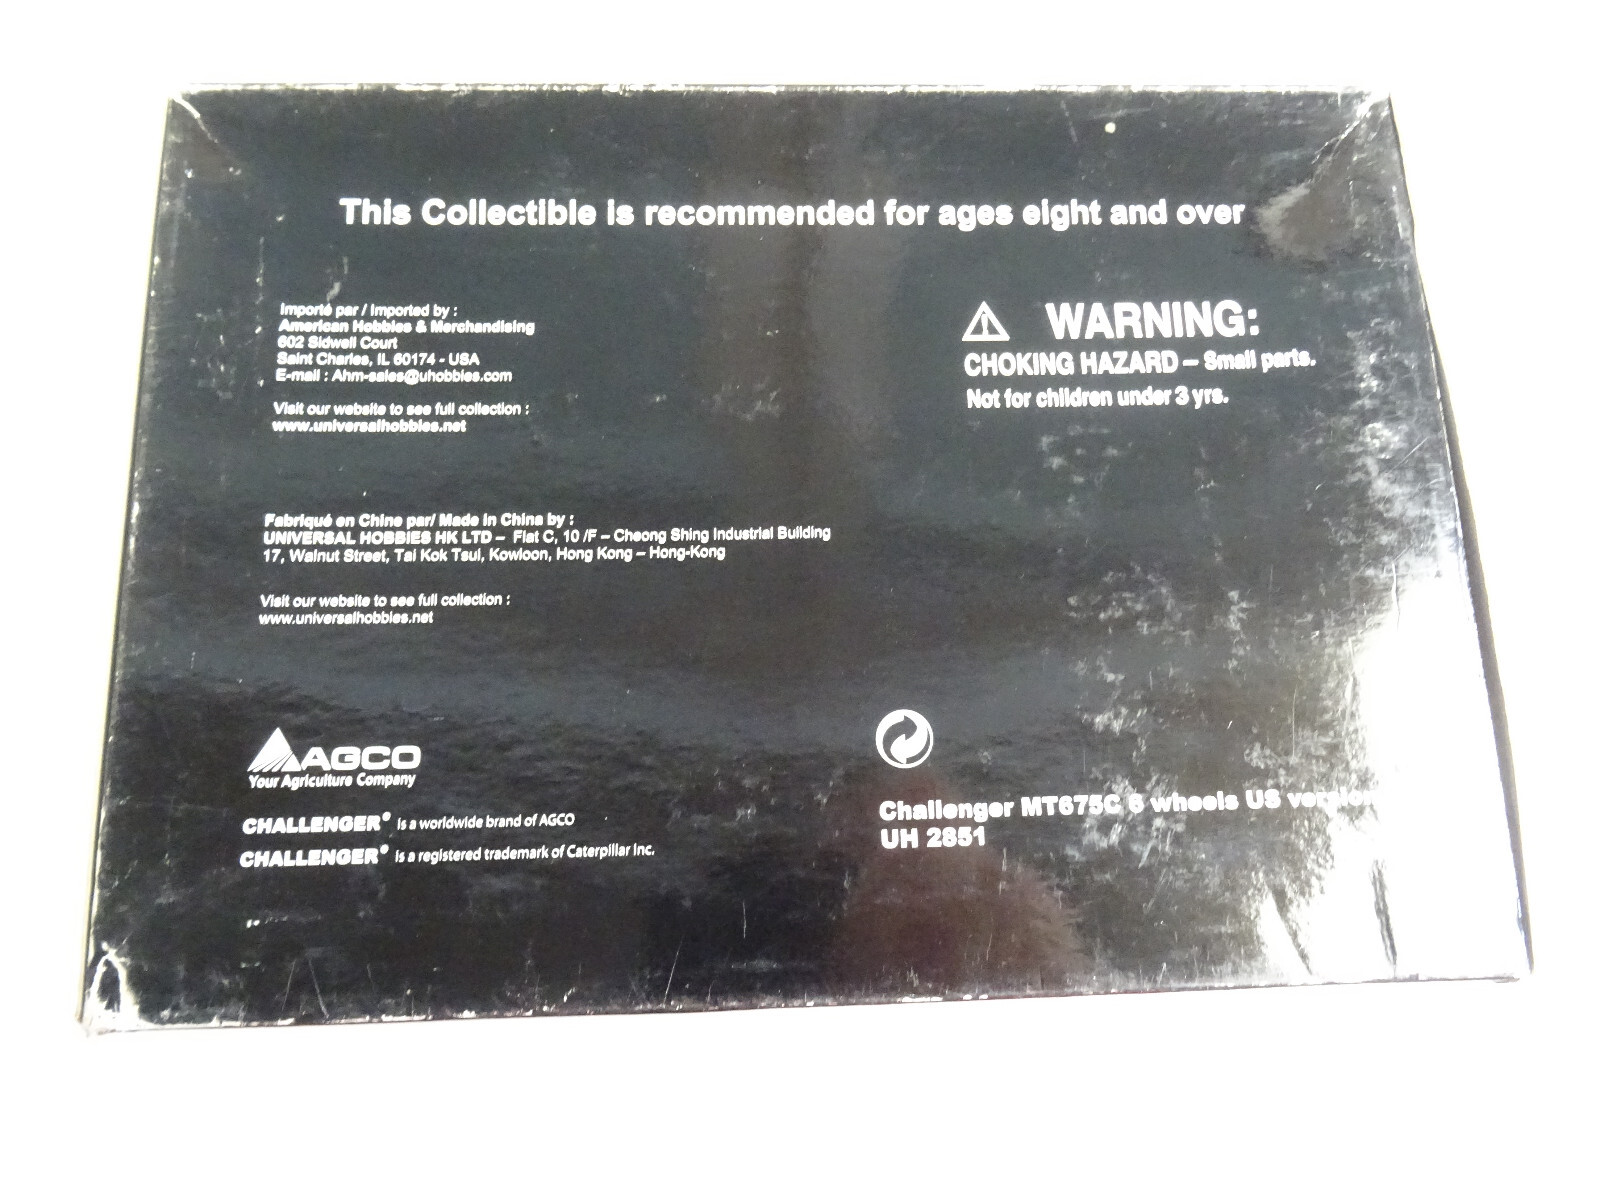 This Collectible is recommended for ages eight and over
Importé par / Imported by :
American Hobbies & Merchandising
602 Sidwell Court
Saint Charles, IL 60174 - USA
E-mail : Ahm-sales@uhobbies.com
Visit our website to see full collection :
www.universalhobbies.net
WARNING:
CHOKING HAZARD – Small parts.
Not for children under 3 yrs.
Fabriqué en Chine par/ Made in China by :
UNIVERSAL HOBBIES HK LTD – Flat C, 10 /F – Cheong Shing Industrial Building
17, Walnut Street, Tai Kok Tsui, Kowloon, Hong Kong – Hong-Kong
Visit our website to see full collection :
www.universalhobbies.net
AGCO
Your Agriculture Company
CHALLENGER® is a worldwide brand of AGCO
CHALLENGER® is a registered trademark of Caterpillar Inc.
Challenger MT675C 6 wheels US version
UH 2851